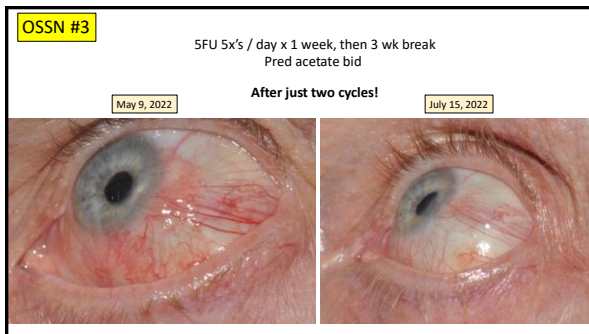 OSSN #3
5FU 5x's / day x 1 week, then 3 wk break
Pred acetate bid
After just two cycles!
May 9, 2022
July 15, 2022